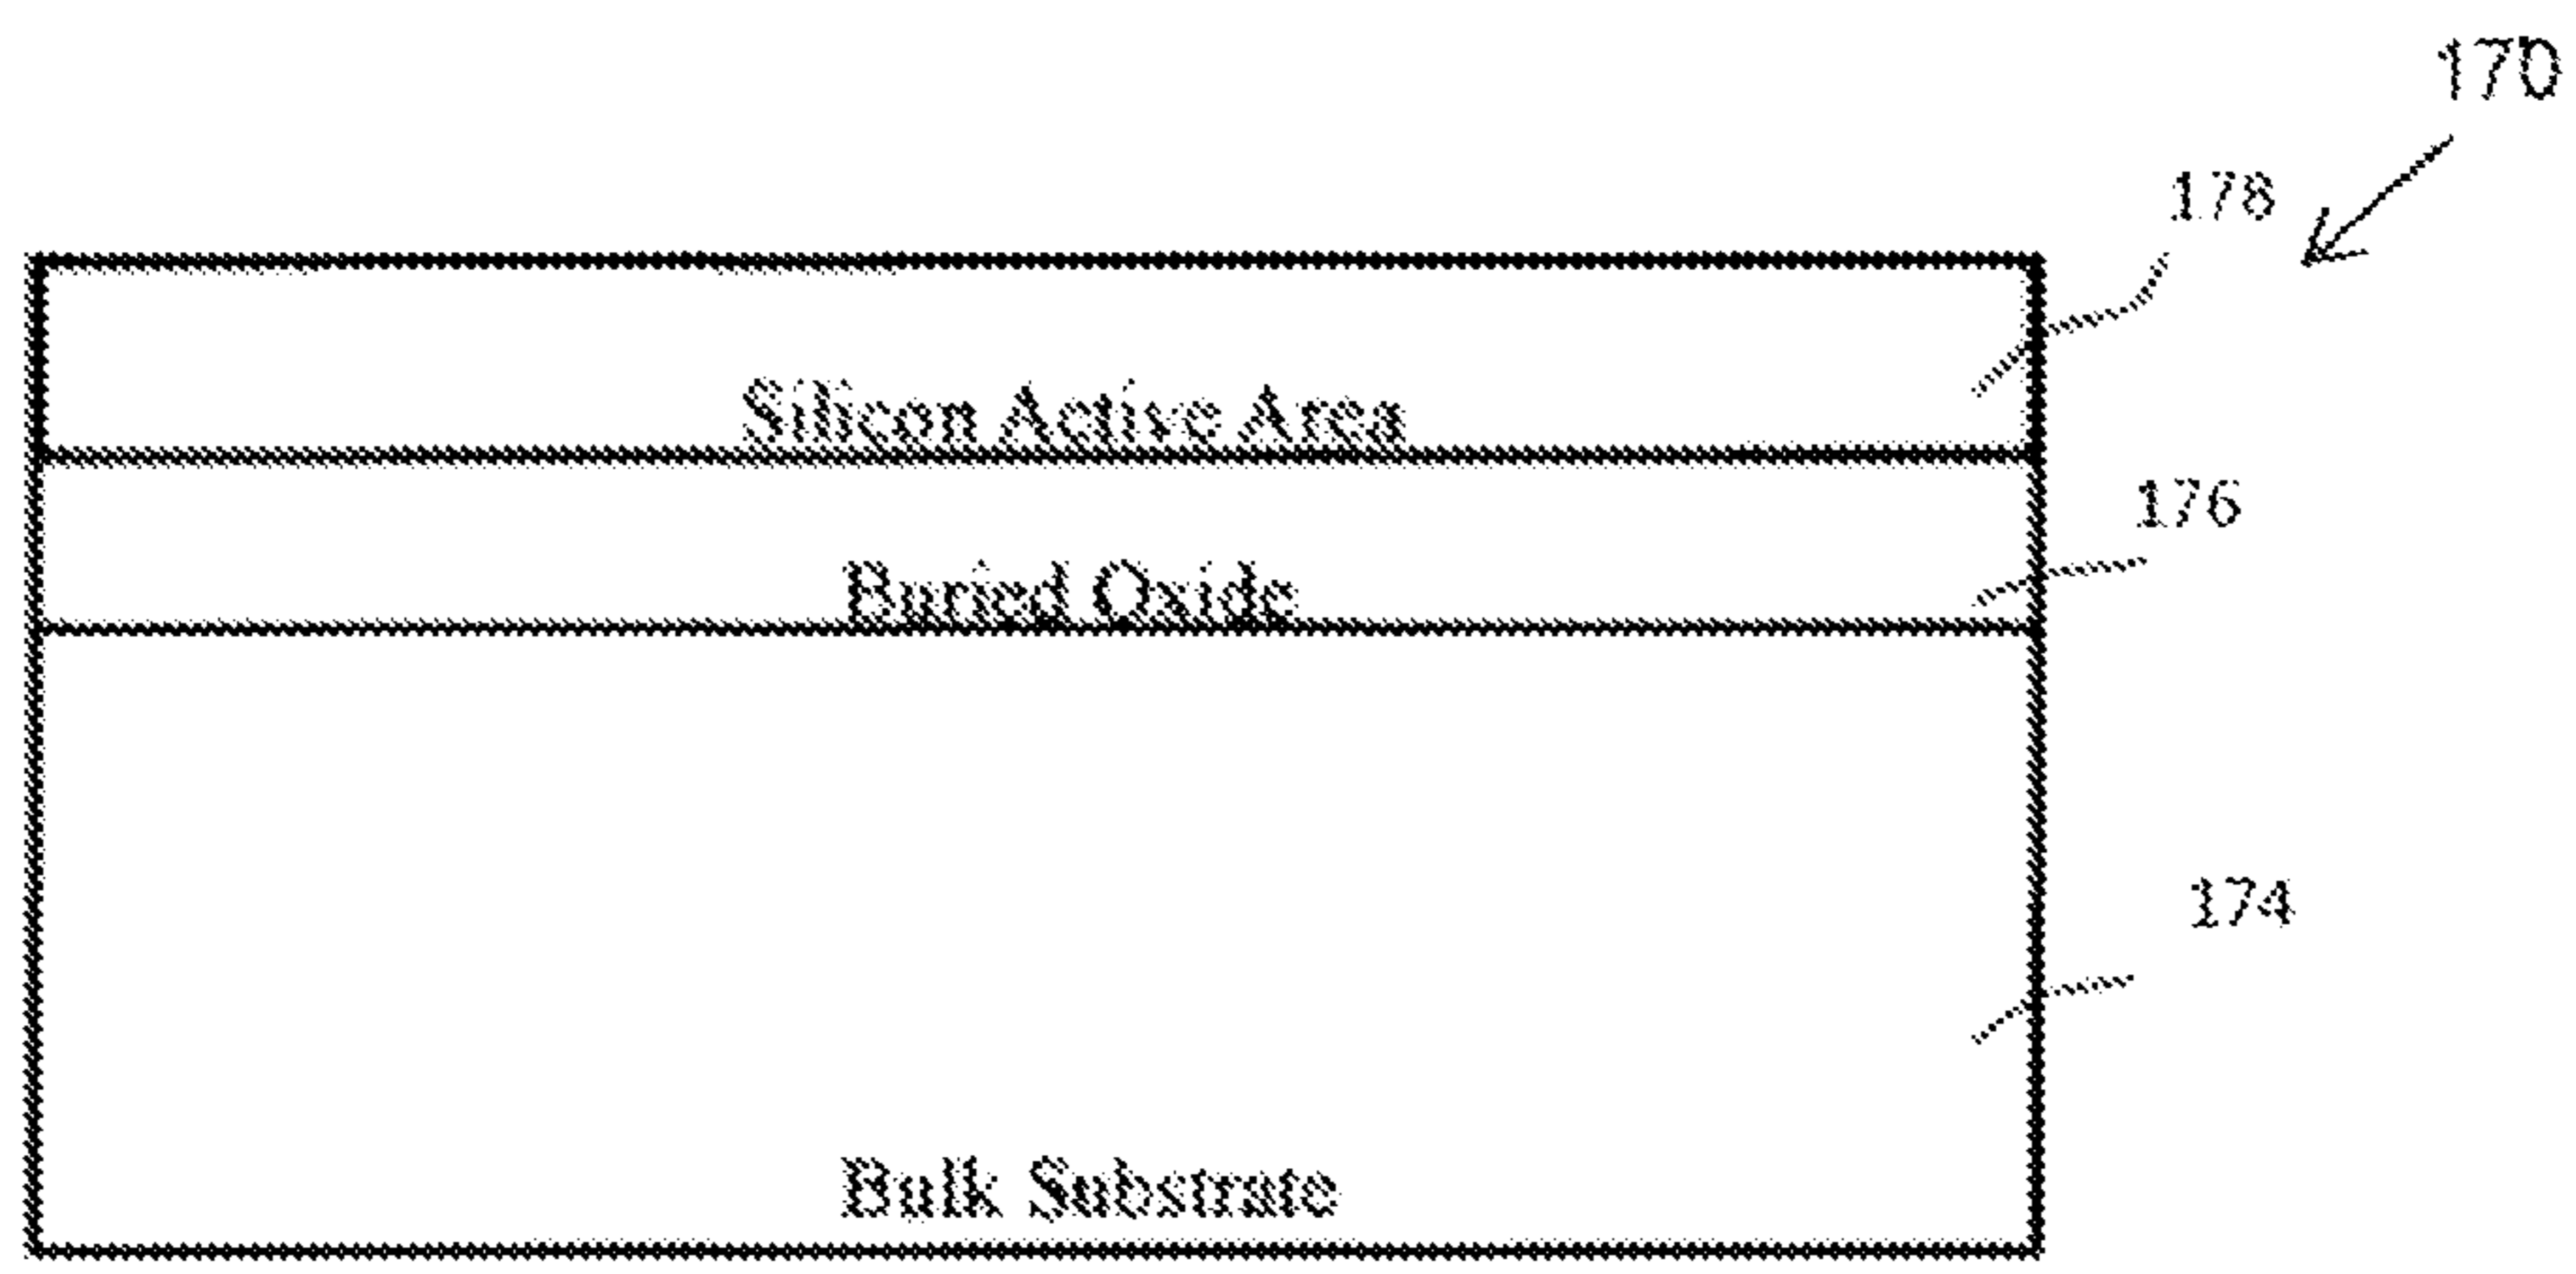 170
178
Silicon Active Area
176
Buried Oxide
174
Bulk Substrate